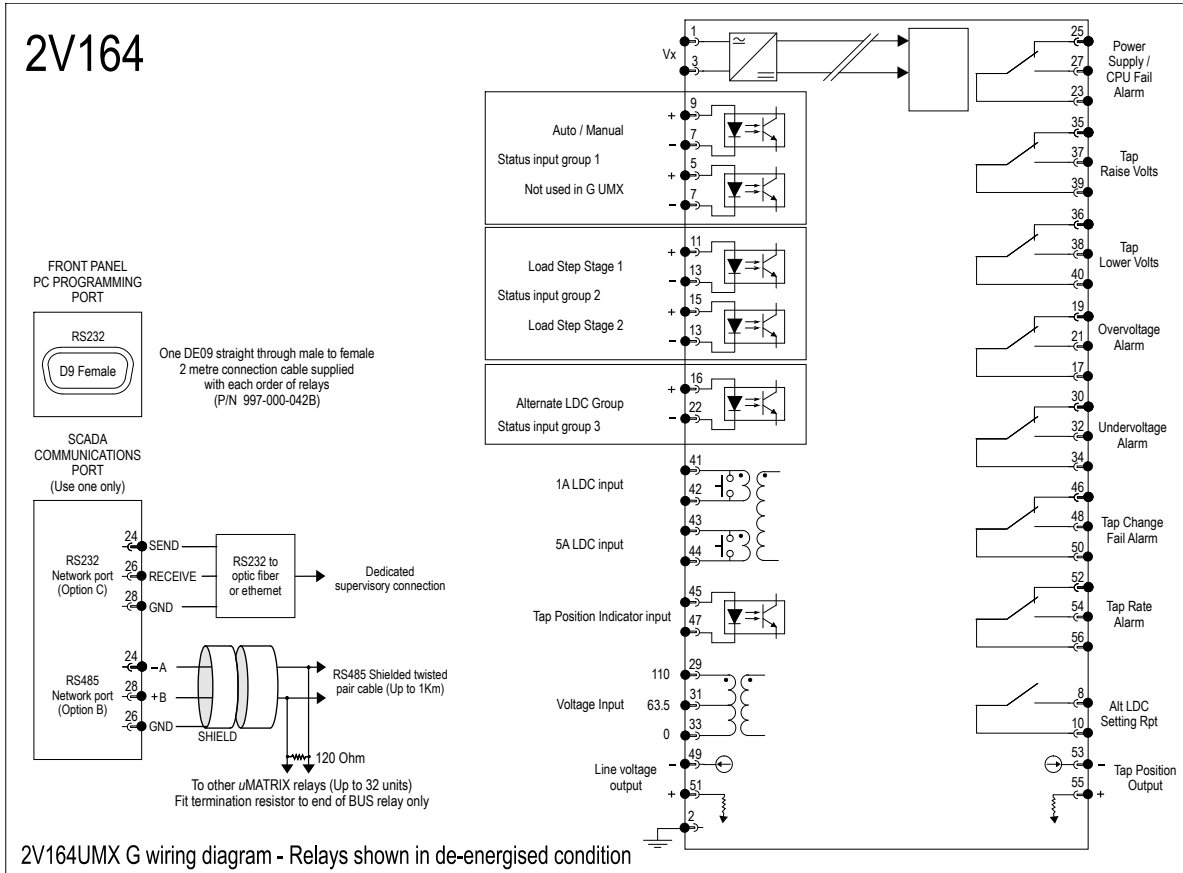 2V164
FRONT PANEL
PC PROGRAMMING
PORT
RS232
D9 Female
One DE09 straight through male to female
2 metre connection cable supplied
with each order of relays
(P/N 997-000-042B)
SCADA
COMMUNICATIONS
PORT
(Use one only)
RS232
Network port
(Option C)
24
SEND
26
RECEIVE
28
GND
RS232 to
optic fiber
or ethernet
Dedicated
supervisory connection
RS485
Network port
(Option B)
24
–A
28
+B
26
GND
SHIELD
RS485 Shielded twisted
pair cable (Up to 1Km)
120 Ohm
To other uMATRIX relays (Up to 32 units)
Fit termination resistor to end of BUS relay only
Vx
1
3
Auto / Manual
+ 9
– 7
Status input group 1
Not used in G UMX
+ 5
– 7
Load Step Stage 1
+ 11
– 13
Status input group 2
Load Step Stage 2
+ 15
– 13
Alternate LDC Group
+ 16
– 22
Status input group 3
1A LDC input
41
42
5A LDC input
43
44
Tap Position Indicator input
45
47
Voltage Input
110 29
63.5 31
0 33
Line voltage
output
– 49
+ 51
2
25
27
23
Power
Supply /
CPU Fail
Alarm
35
37
39
Tap
Raise Volts
36
38
40
Tap
Lower Volts
19
21
17
Overvoltage
Alarm
30
32
34
Undervoltage
Alarm
46
48
50
Tap Change
Fail Alarm
52
54
56
Tap Rate
Alarm
8
10
Alt LDC
Setting Rpt
53 –
55 +
Tap Position
Output
2V164UMX G wiring diagram - Relays shown in de-energised condition